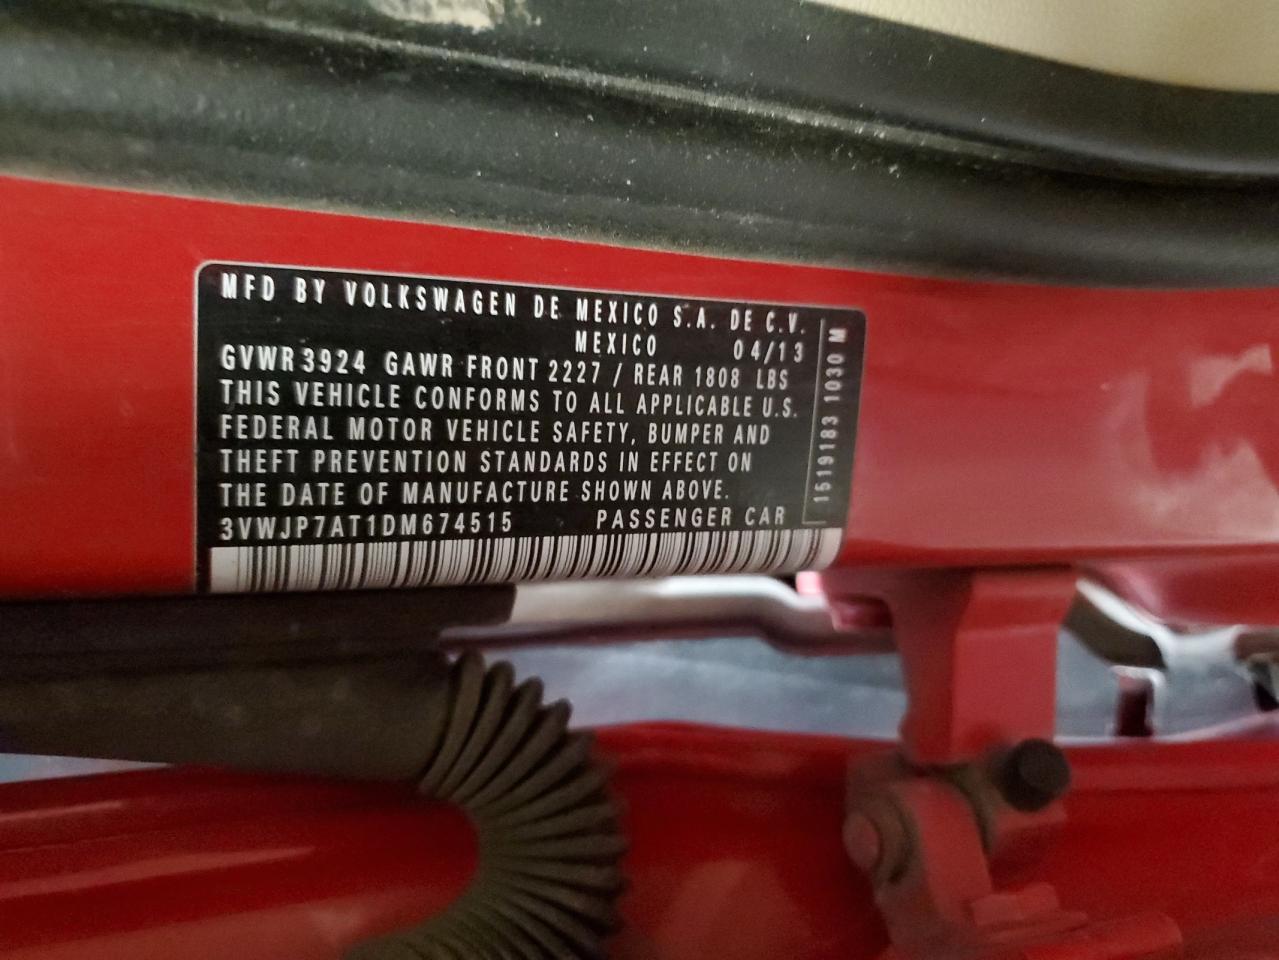 MFD BY VOLKSWAGEN DE MEXICO S.A. DE C.V.
MEXICO 04/13
GVWR 3924 GAWR FRONT 2227 / REAR 1808 LBS
THIS VEHICLE CONFORMS TO ALL APPLICABLE U.S.
FEDERAL MOTOR VEHICLE SAFETY, BUMPER AND
THEFT PREVENTION STANDARDS IN EFFECT ON
THE DATE OF MANUFACTURE SHOWN ABOVE.
3VWJP7AT1DM674515 PASSENGER CAR
1519183 1030 M